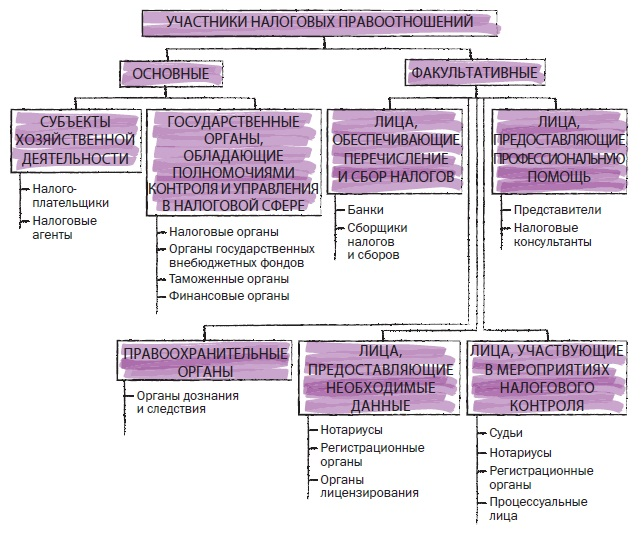 УЧАСТНИКИ НАЛОГОВЫХ ПРАВООТНОШЕНИЙ
ОСНОВНЫЕ
ФАКУЛЬТАТИВНЫЕ
СУБЪЕКТЫ
ХОЗЯЙСТВЕННОЙ
ДЕЯТЕЛЬНОСТИ
Налого-
плательщики
Налоговые
агенты
ГОСУДАРСТВЕННЫЕ
ОРГАНЫ,
ОБЛАДАЮЩИЕ
ПОЛНОМОЧИЯМИ
КОНТРОЛЯ И УПРАВЛЕНИЯ
В НАЛОГОВОЙ СФЕРЕ
Налоговые органы
Органы государственных
внебюджетных фондов
Таможенные органы
Финансовые органы
ЛИЦА,
ОБЕСПЕЧИВАЮЩИЕ
ПЕРЕЧИСЛЕНИЕ
И СБОР НАЛОГОВ
Банки
Сборщики
налогов
и сборов
ЛИЦА,
ПРЕДОСТАВЛЯЮЩИЕ
ПРОФЕССИОНАЛЬНУЮ
ПОМОЩЬ
Представители
Налоговые
консультанты
ПРАВООХРАНИТЕЛЬНЫЕ
ОРГАНЫ
Органы дознания
и следствия
ЛИЦА,
ПРЕДОСТАВЛЯЮЩИЕ
НЕОБХОДИМЫЕ
ДАННЫЕ
Нотариусы
Регистрационные
органы
Органы
лицензирования
ЛИЦА, УЧАСТВУЮЩИЕ
В МЕРОПРИЯТИЯХ
НАЛОГОВОГО
КОНТРОЛЯ
Судьи
Нотариусы
Регистрационные
органы
Процессуальные
лица